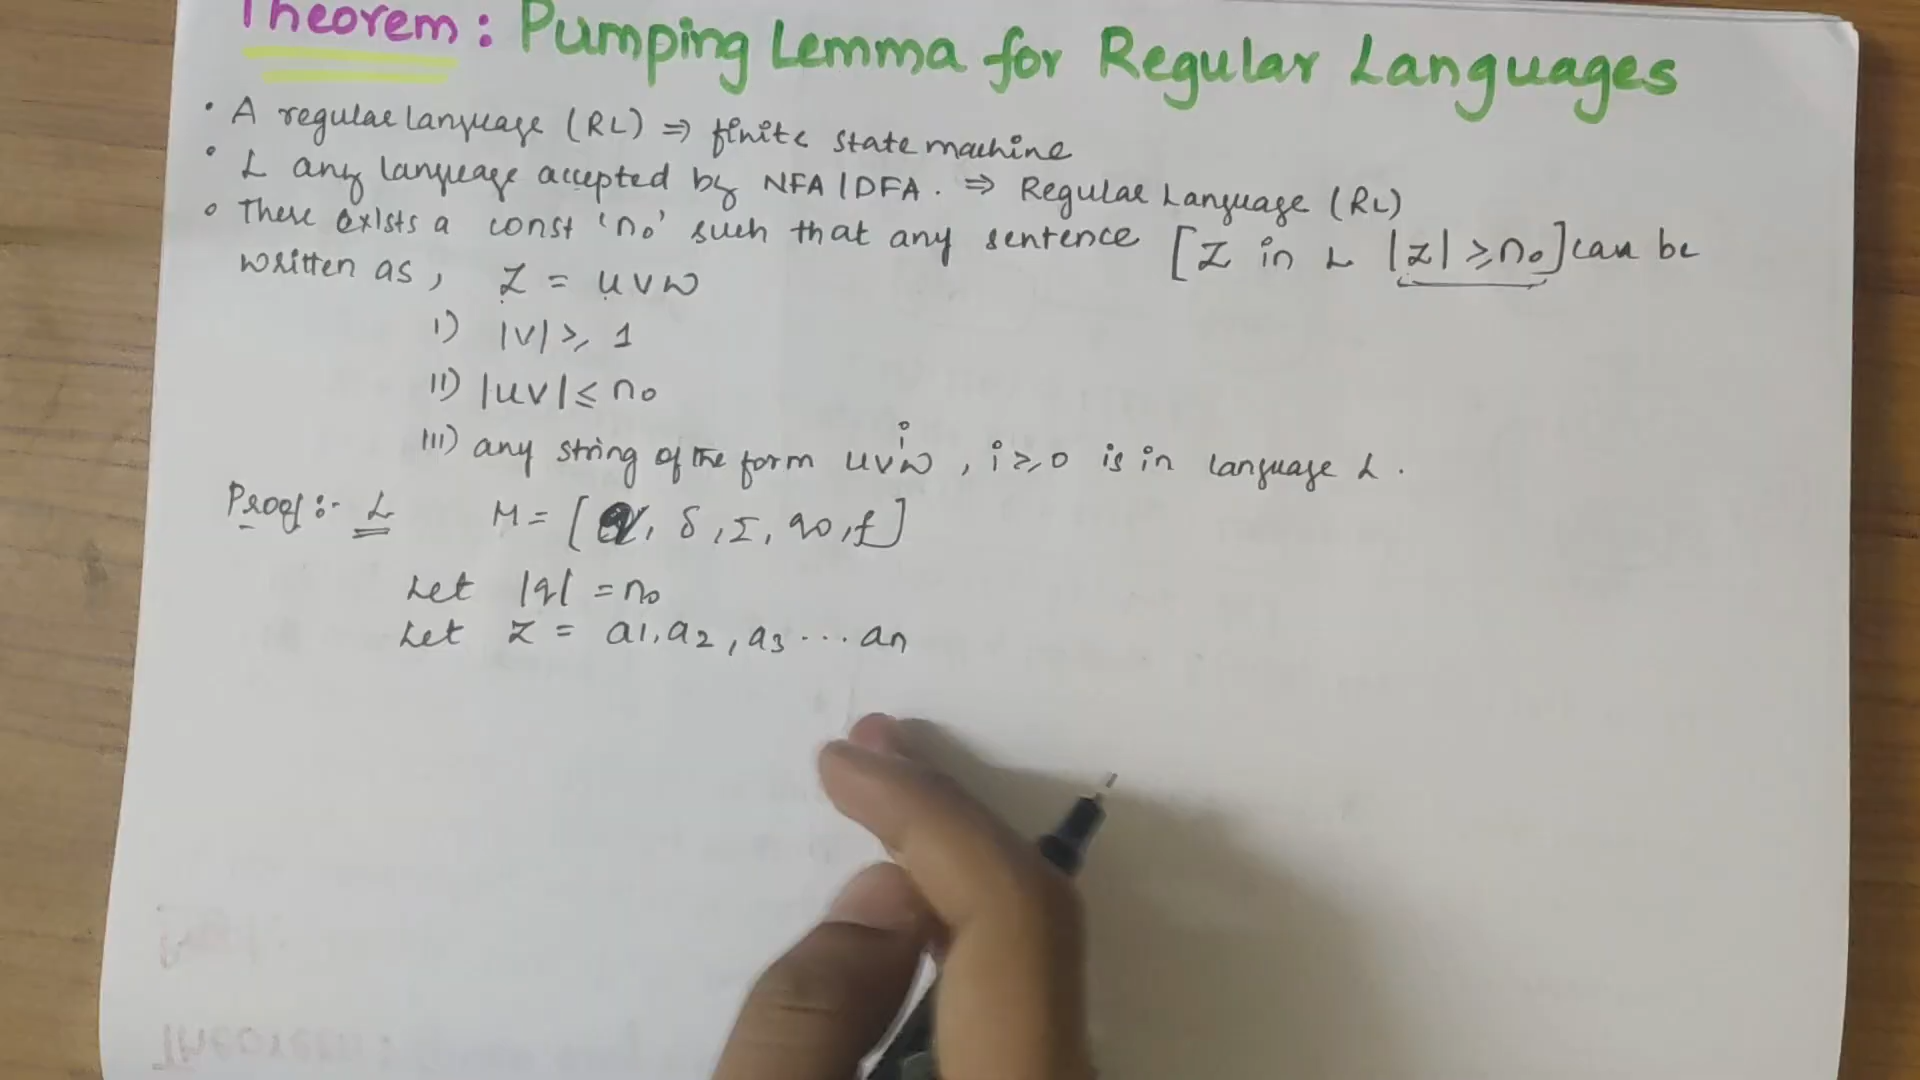 Theorem: Pumping Lemma for Regular Languages
• A regular language (RL) ⇒ finite state machine
• L any language accepted by NFA/DFA. ⇒ Regular Language (RL)
• There exists a const 'n₀' such that any sentence [Z in L |z| ≥ n₀] can be
written as, Z = uvw
i) |v| ≥ 1
ii) |uv| ≤ n₀
iii) any string of the form uvⁱw, i ≥ 0 is in language L.
Proof:- L M = [Q, δ, Σ, q₀, f]
Let |q| = n₀
Let z = a1, a2, a3 ... an